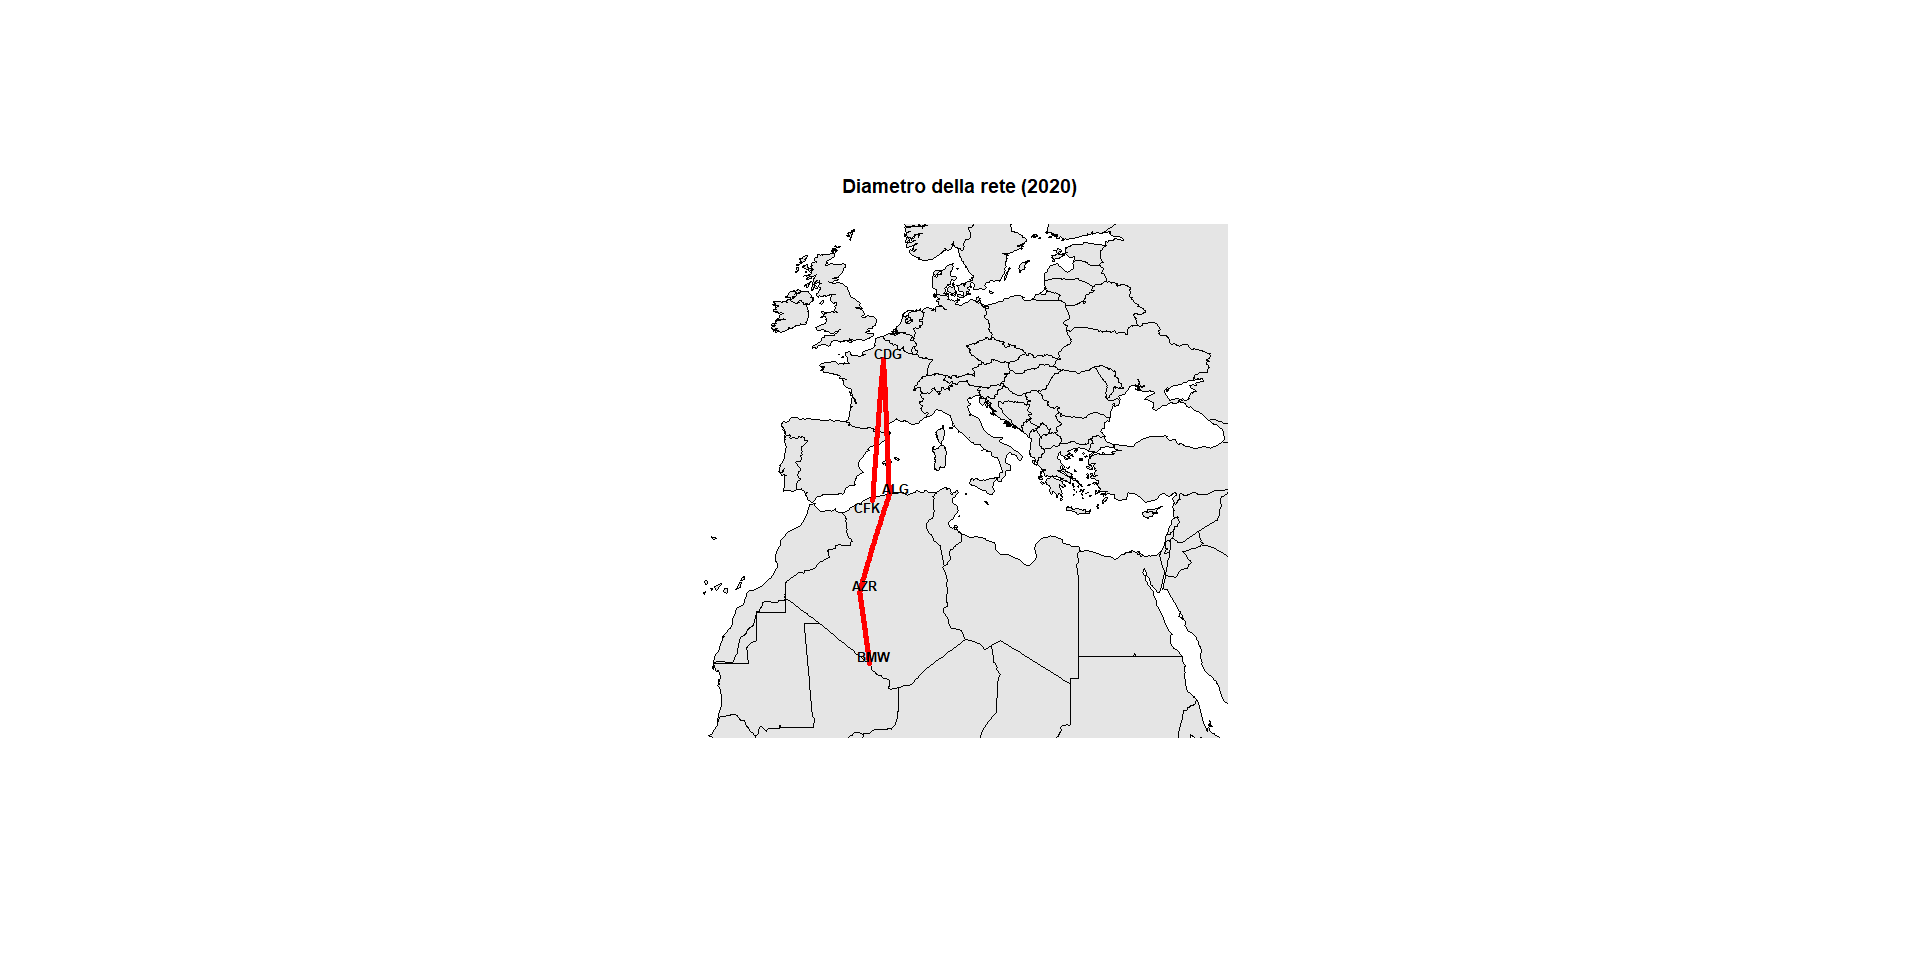 Diametro della rete (2020)
CDG
ALG
CFK
AZR
BMW